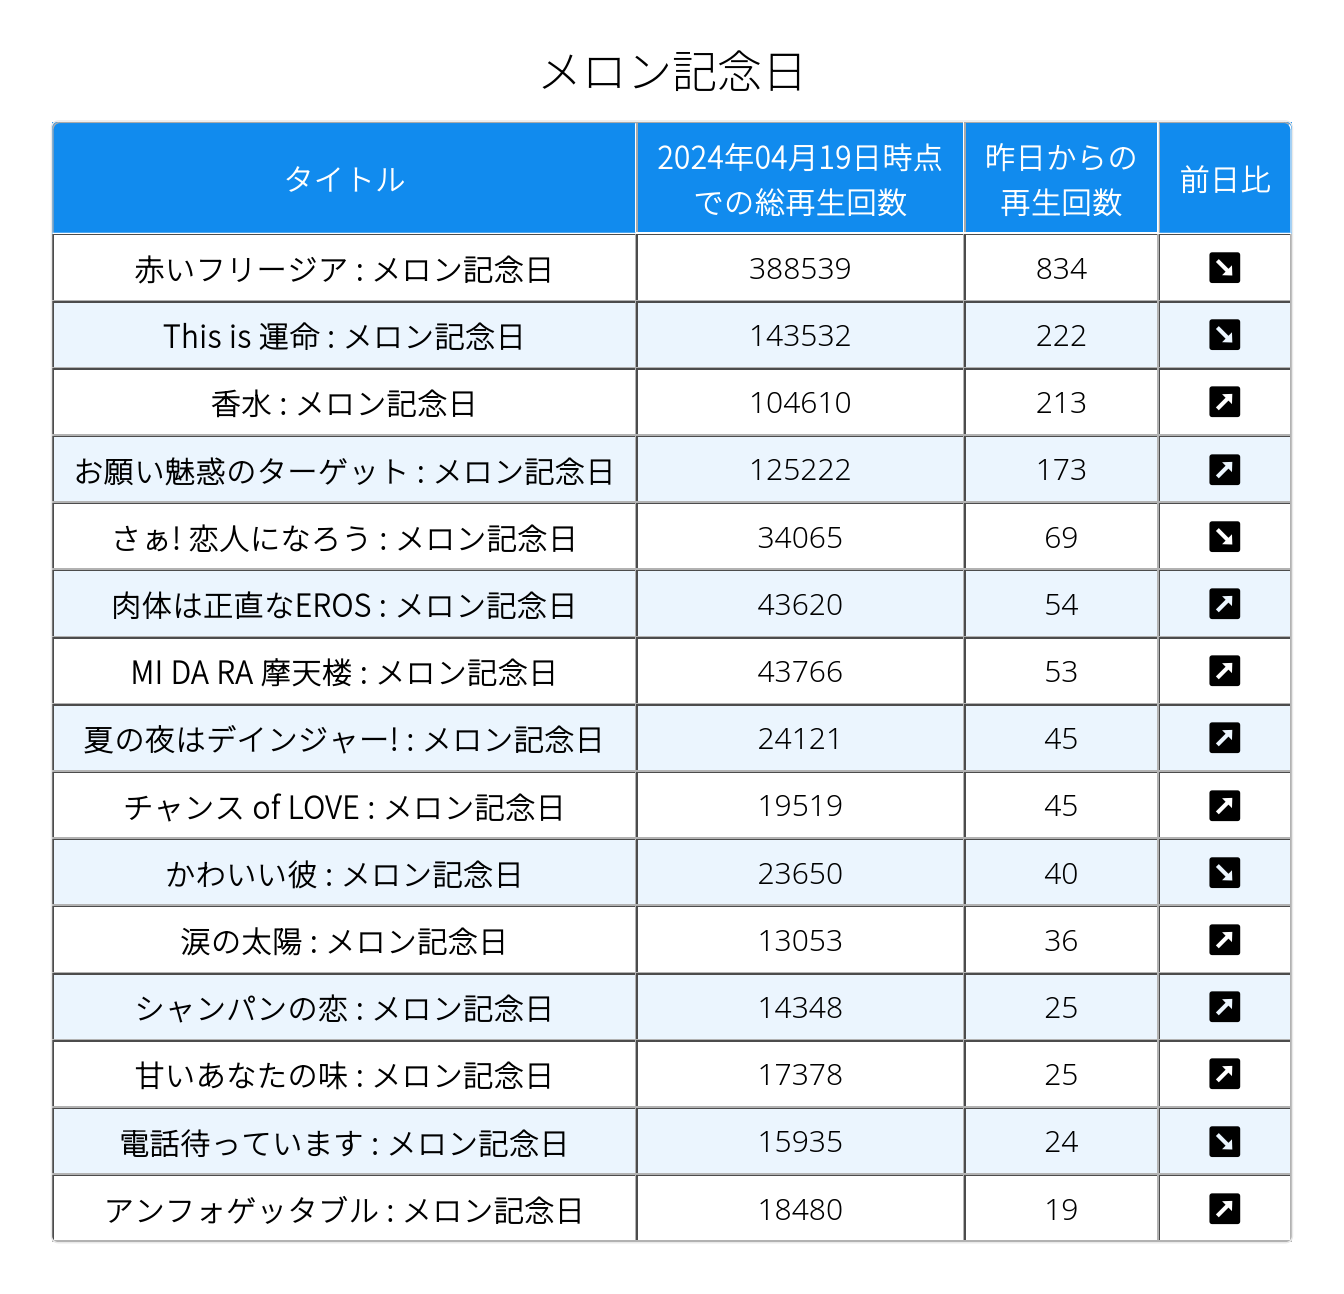 メロン記念日
タイトル
2024年04月19日時点
での総再生回数
昨日からの
再生回数
前日比
赤いフリージア : メロン記念日 388539 834 ↘
This is 運命 : メロン記念日 143532 222 ↘
香水 : メロン記念日 104610 213 ↗
お願い魅惑のターゲット : メロン記念日 125222 173 ↗
さぁ! 恋人になろう : メロン記念日 34065 69 ↘
肉体は正直なEROS : メロン記念日 43620 54 ↗
MI DA RA 摩天楼 : メロン記念日 43766 53 ↗
夏の夜はデインジャー! : メロン記念日 24121 45 ↗
チャンス of LOVE : メロン記念日 19519 45 ↗
かわいい彼 : メロン記念日 23650 40 ↘
涙の太陽 : メロン記念日 13053 36 ↗
シャンパンの恋 : メロン記念日 14348 25 ↗
甘いあなたの味 : メロン記念日 17378 25 ↗
電話待っています : メロン記念日 15935 24 ↘
アンフォゲッタブル : メロン記念日 18480 19 ↗